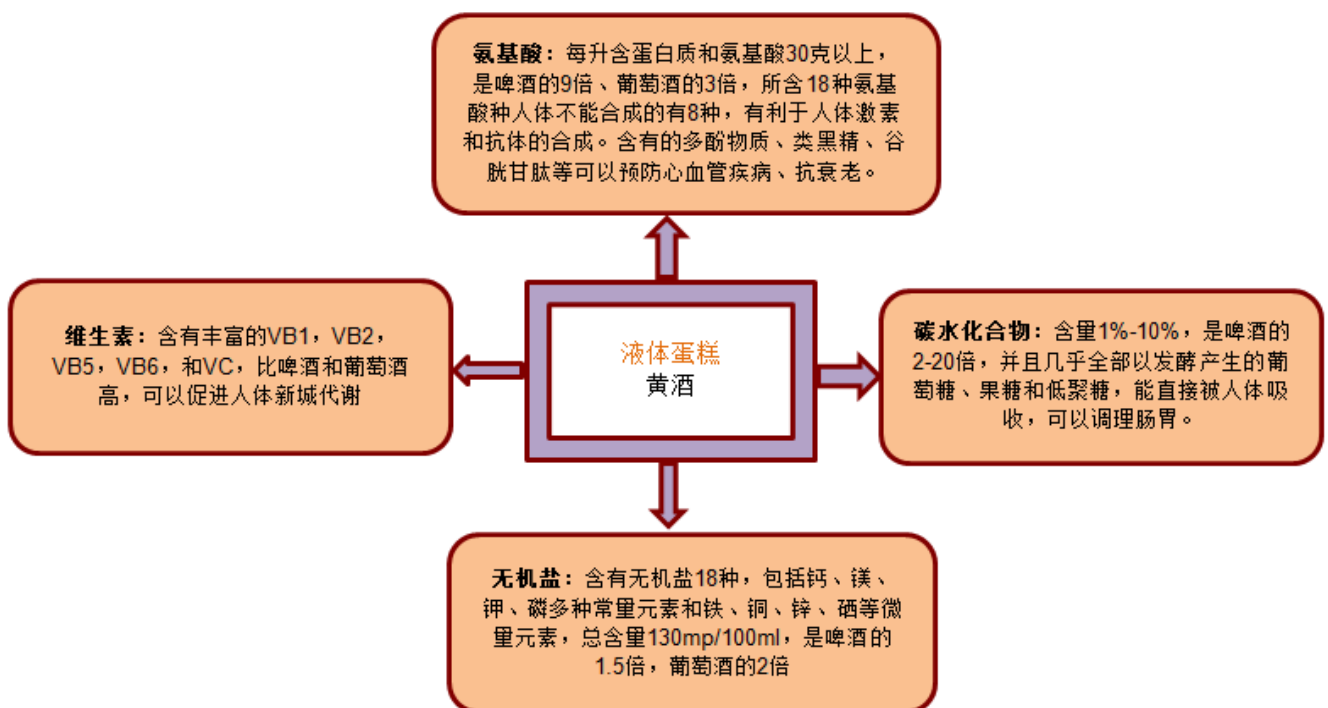 氨基酸：每升含蛋白质和氨基酸30克以上，
是啤酒的9倍、葡萄酒的3倍，所含18种氨基
酸种人体不能合成的有8种，有利于人体激素
和抗体的合成。含有的多酚物质、类黑精、谷
胱甘肽等可以预防心血管疾病、抗衰老。
维生素：含有丰富的VB1，VB2，
VB5，VB6，和VC，比啤酒和葡萄酒
高，可以促进人体新城代谢
液体蛋糕
黄酒
碳水化合物：含量1%-10%，是啤酒的
2-20倍，并且几乎全部以发酵产生的葡
萄糖、果糖和低聚糖，能直接被人体吸
收，可以调理肠胃。
无机盐：含有无机盐18种，包括钙、镁、
钾、磷多种常量元素和铁、铜、锌、硒等微
量元素，总含量130mp/100ml，是啤酒的
1.5倍，葡萄酒的2倍